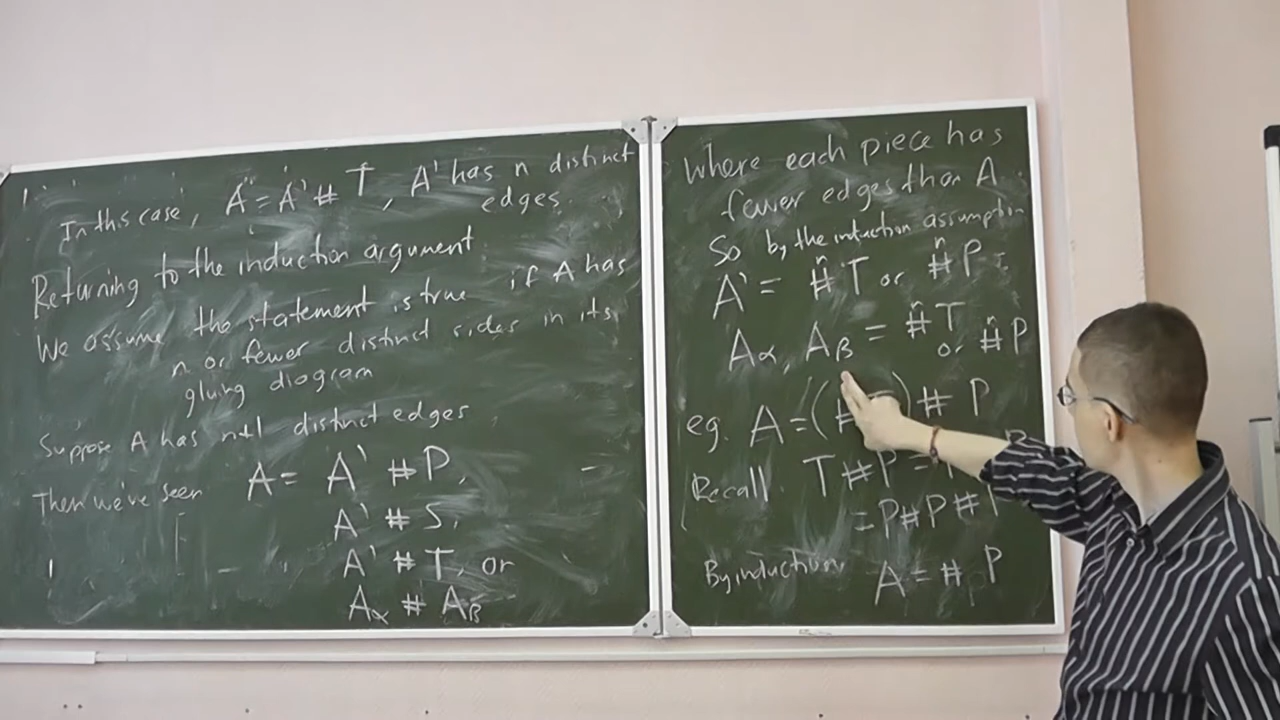 In this case, A = A' # T, A' has n distinct
edges.
Returning to the induction argument
We assume the statement is true if A has
n or fewer distinct sides in its
gluing diagram
Suppose A has n+1 distinct edges
Then we've seen A = A' # P,
A' # S,
A' # T, or
Aα # Aβ
Where each piece has
fewer edges than A.
So by the induction assumption
A' = #ⁿ T or #ⁿ P
Aα, Aβ = #ⁿ T
or #ⁿ P
eg. A = (# ) # P
Recall. T # P =
= P # P # P
By induction A = # P